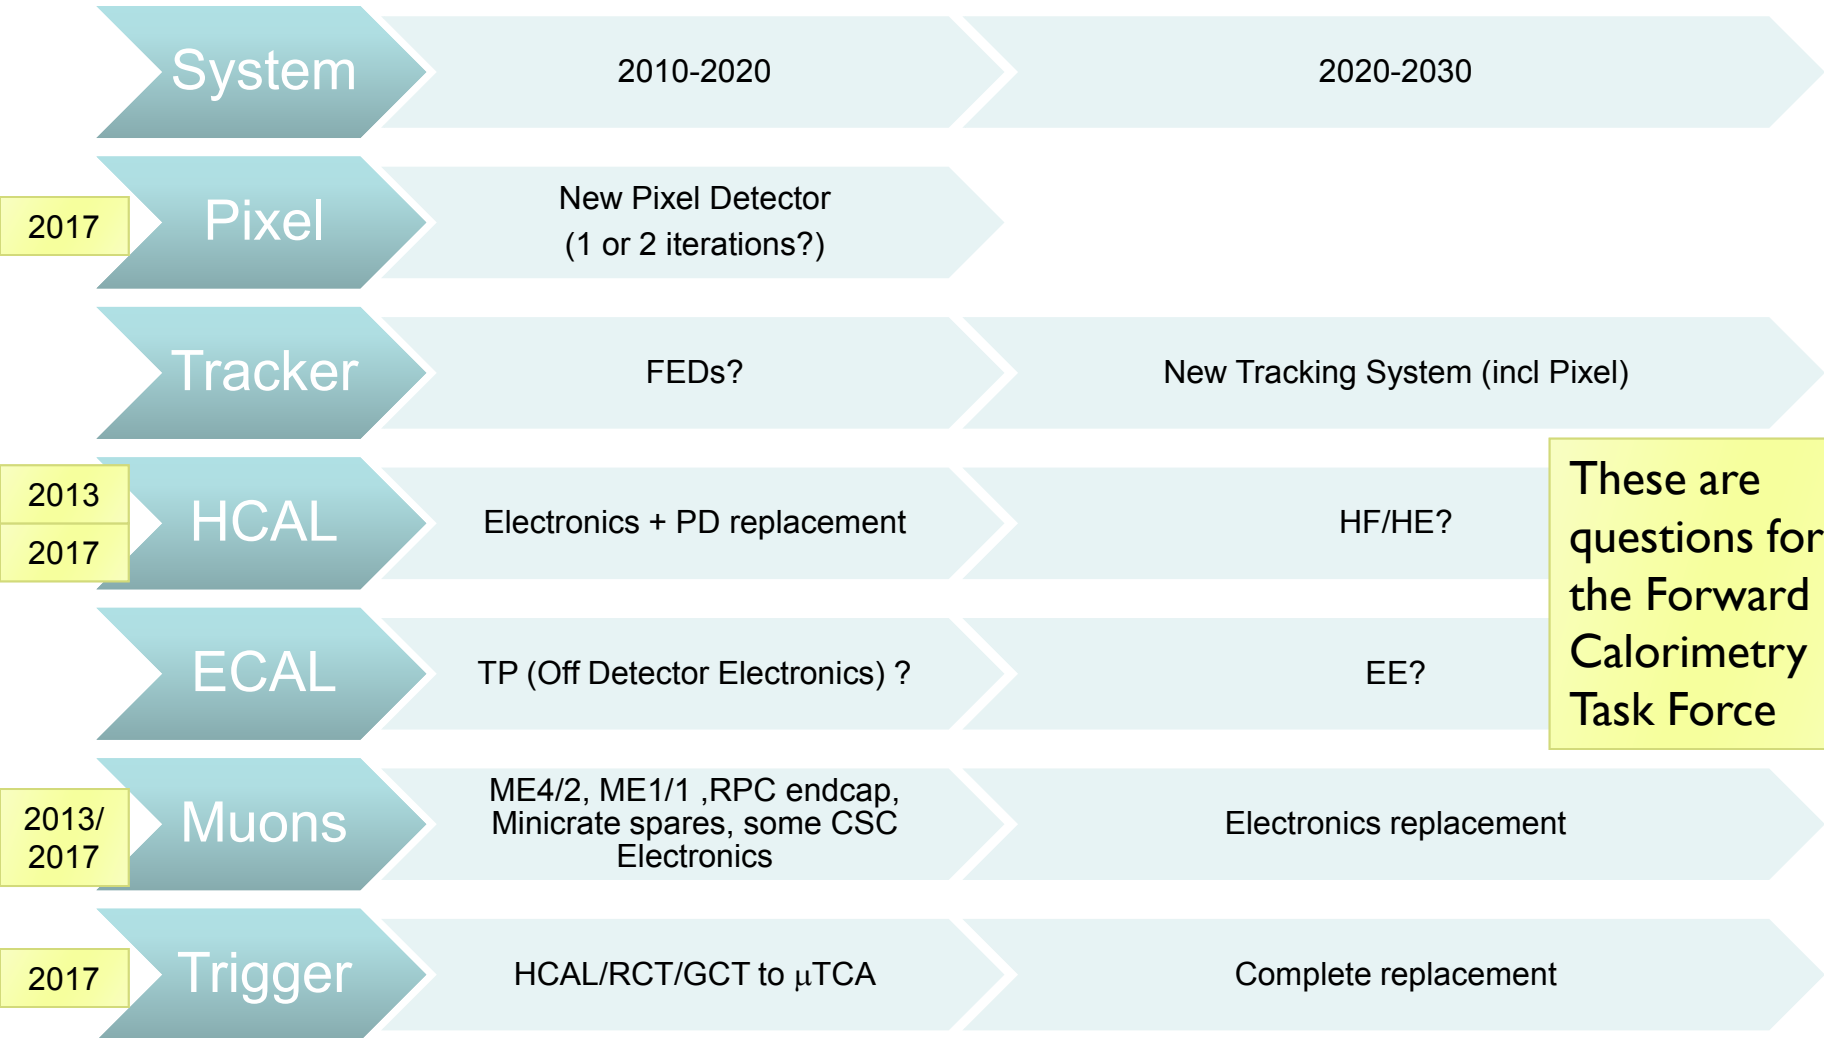 System
2010-2020
2020-2030
2017
Pixel
New Pixel Detector
(1 or 2 iterations?)
Tracker
FEDs?
New Tracking System (incl Pixel)
2013
2017
HCAL
Electronics + PD replacement
HF/HE?
ECAL
TP (Off Detector Electronics) ?
EE?
These are
questions for
the Forward
Calorimetry
Task Force
2013/
2017
Muons
ME4/2, ME1/1 ,RPC endcap,
Minicrate spares, some CSC
Electronics
Electronics replacement
2017
Trigger
HCAL/RCT/GCT to μTCA
Complete replacement